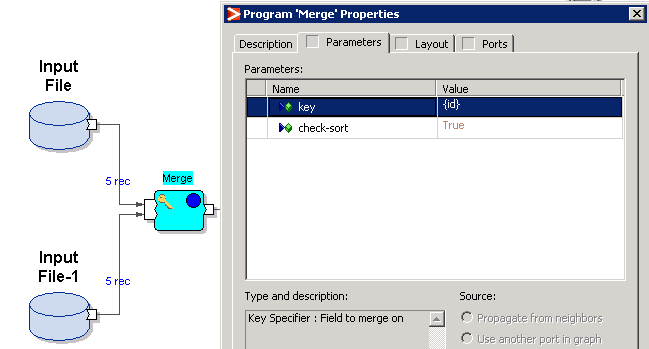 Program 'Merge' Properties
Description
Parameters
Layout
Ports
Input
File
5 rec
Merge
Input
File-1
5 rec
Parameters:
Name Value
key {id}
check-sort True
Type and description:
Key Specifier : Field to merge on
Source:
Propagate from neighbors
Use another port in graph